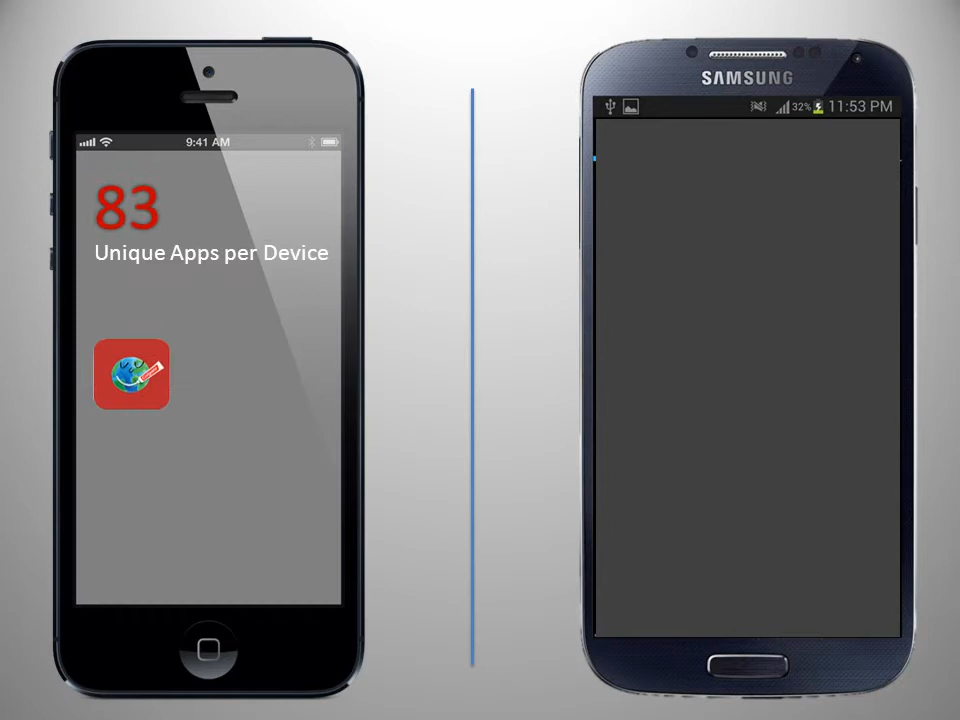 9:41 AM
83
Unique Apps per Device
SAMSUNG
32%
11:53 PM